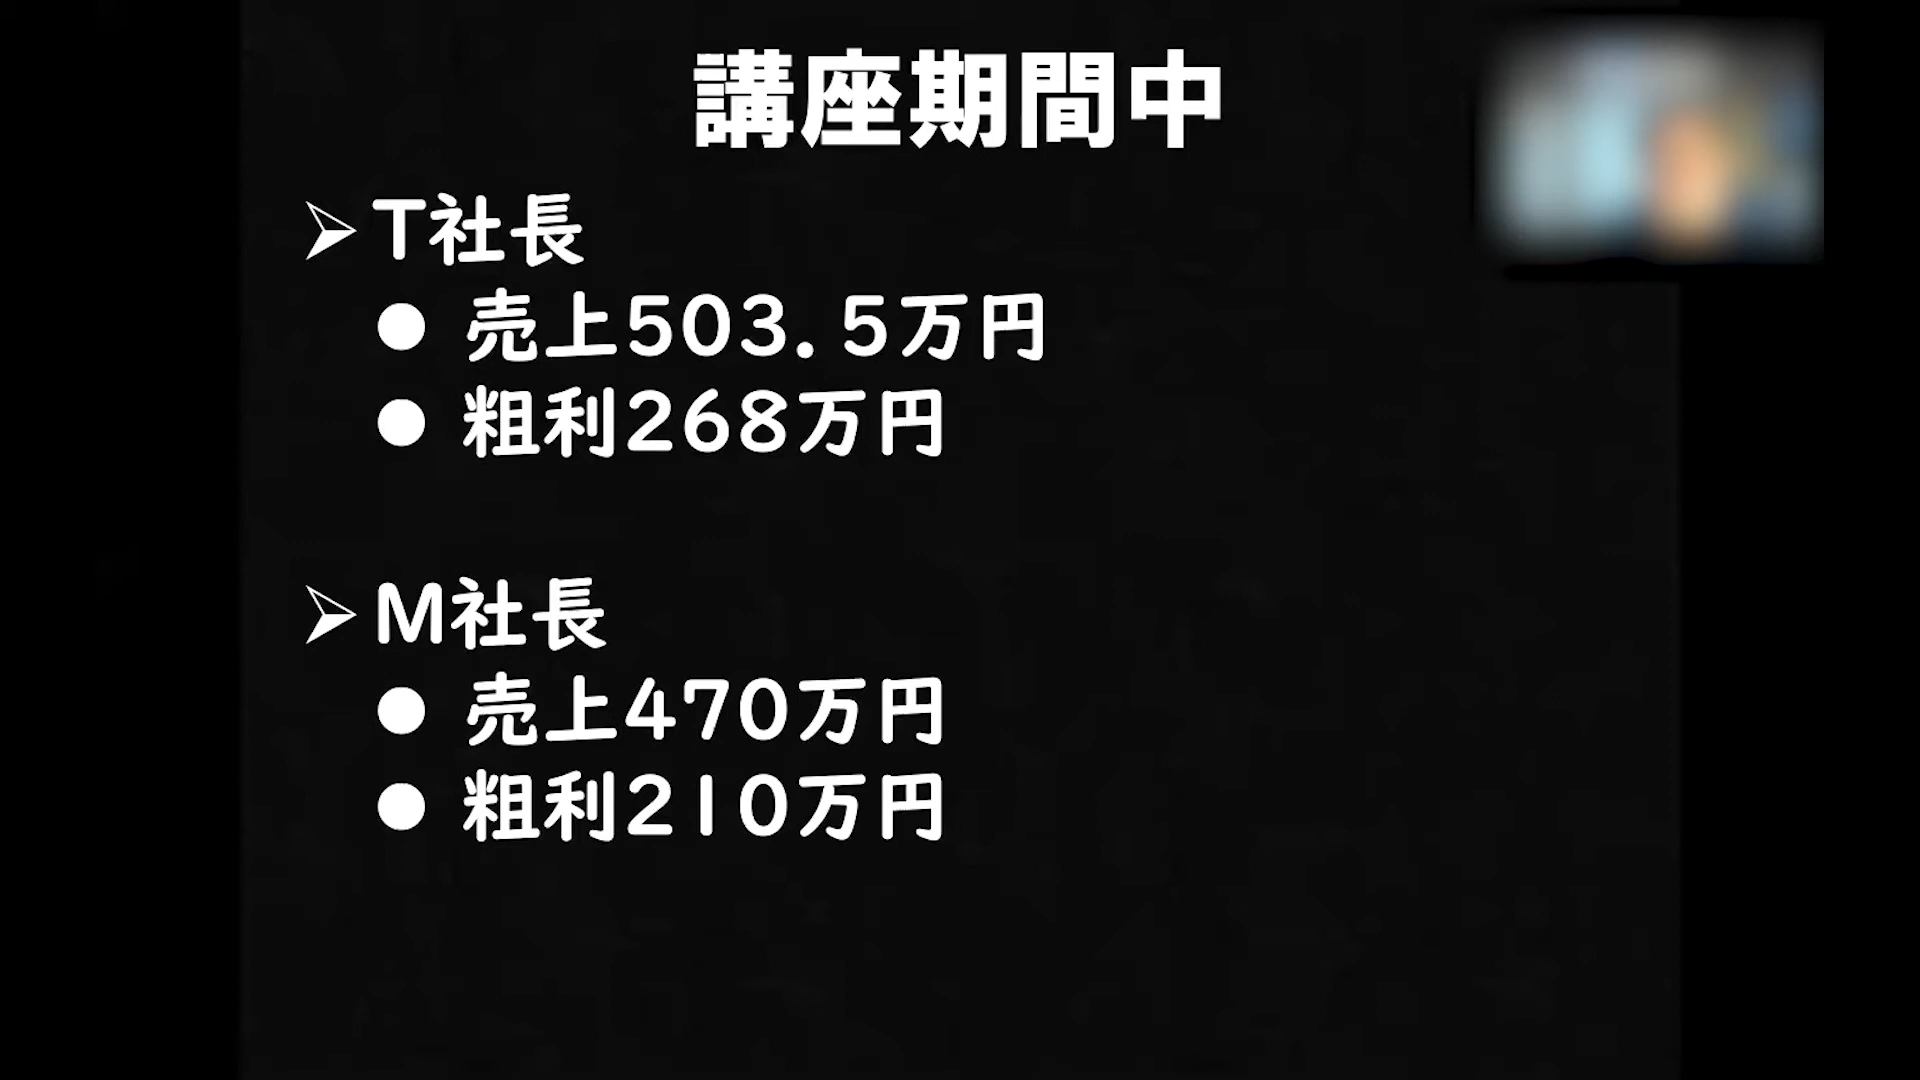 講座期間中
➢T社長
● 売上503.5万円
● 粗利268万円
➢M社長
● 売上470万円
● 粗利210万円